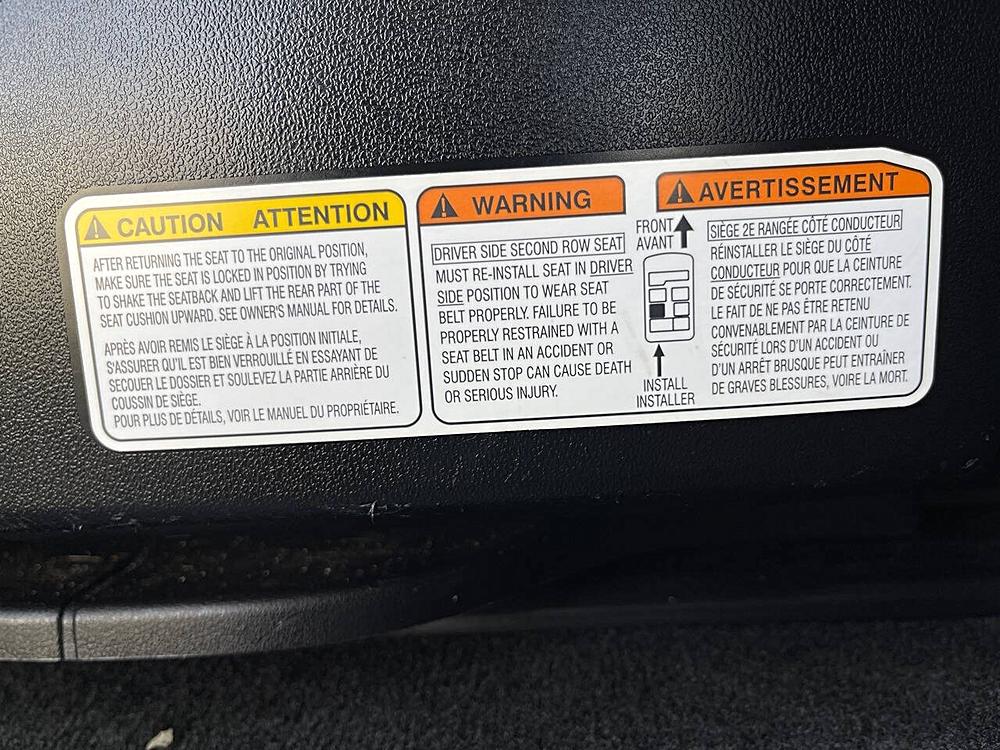 CAUTION ATTENTION
AFTER RETURNING THE SEAT TO THE ORIGINAL POSITION,
MAKE SURE THE SEAT IS LOCKED IN POSITION BY TRYING
TO SHAKE THE SEATBACK AND LIFT THE REAR PART OF THE
SEAT CUSHION UPWARD. SEE OWNER'S MANUAL FOR DETAILS.
APRÈS AVOIR REMIS LE SIÈGE À LA POSITION INITIALE,
S'ASSURER QU'IL EST BIEN VERROUILLÉ EN ESSAYANT DE
SECOUER LE DOSSIER ET SOULEVEZ LA PARTIE ARRIÈRE DU
COUSSIN DE SIÈGE.
POUR PLUS DE DÉTAILS, VOIR LE MANUEL DU PROPRIÉTAIRE.
WARNING
DRIVER SIDE SECOND ROW SEAT
MUST RE-INSTALL SEAT IN DRIVER
SIDE POSITION TO WEAR SEAT
BELT PROPERLY. FAILURE TO BE
PROPERLY RESTRAINED WITH A
SEAT BELT IN AN ACCIDENT OR
SUDDEN STOP CAN CAUSE DEATH
OR SERIOUS INJURY.
FRONT
AVANT
INSTALL
INSTALLER
AVERTISSEMENT
SIÈGE 2E RANGÉE CÔTÉ CONDUCTEUR
RÉINSTALLER LE SIÈGE DU CÔTÉ
CONDUCTEUR POUR QUE LA CEINTURE
DE SÉCURITÉ SE PORTE CORRECTEMENT.
LE FAIT DE NE PAS ÊTRE RETENU
CONVENABLEMENT PAR LA CEINTURE DE
SÉCURITÉ LORS D'UN ACCIDENT OU
D'UN ARRÊT BRUSQUE PEUT ENTRAÎNER
DE GRAVES BLESSURES, VOIRE LA MORT.